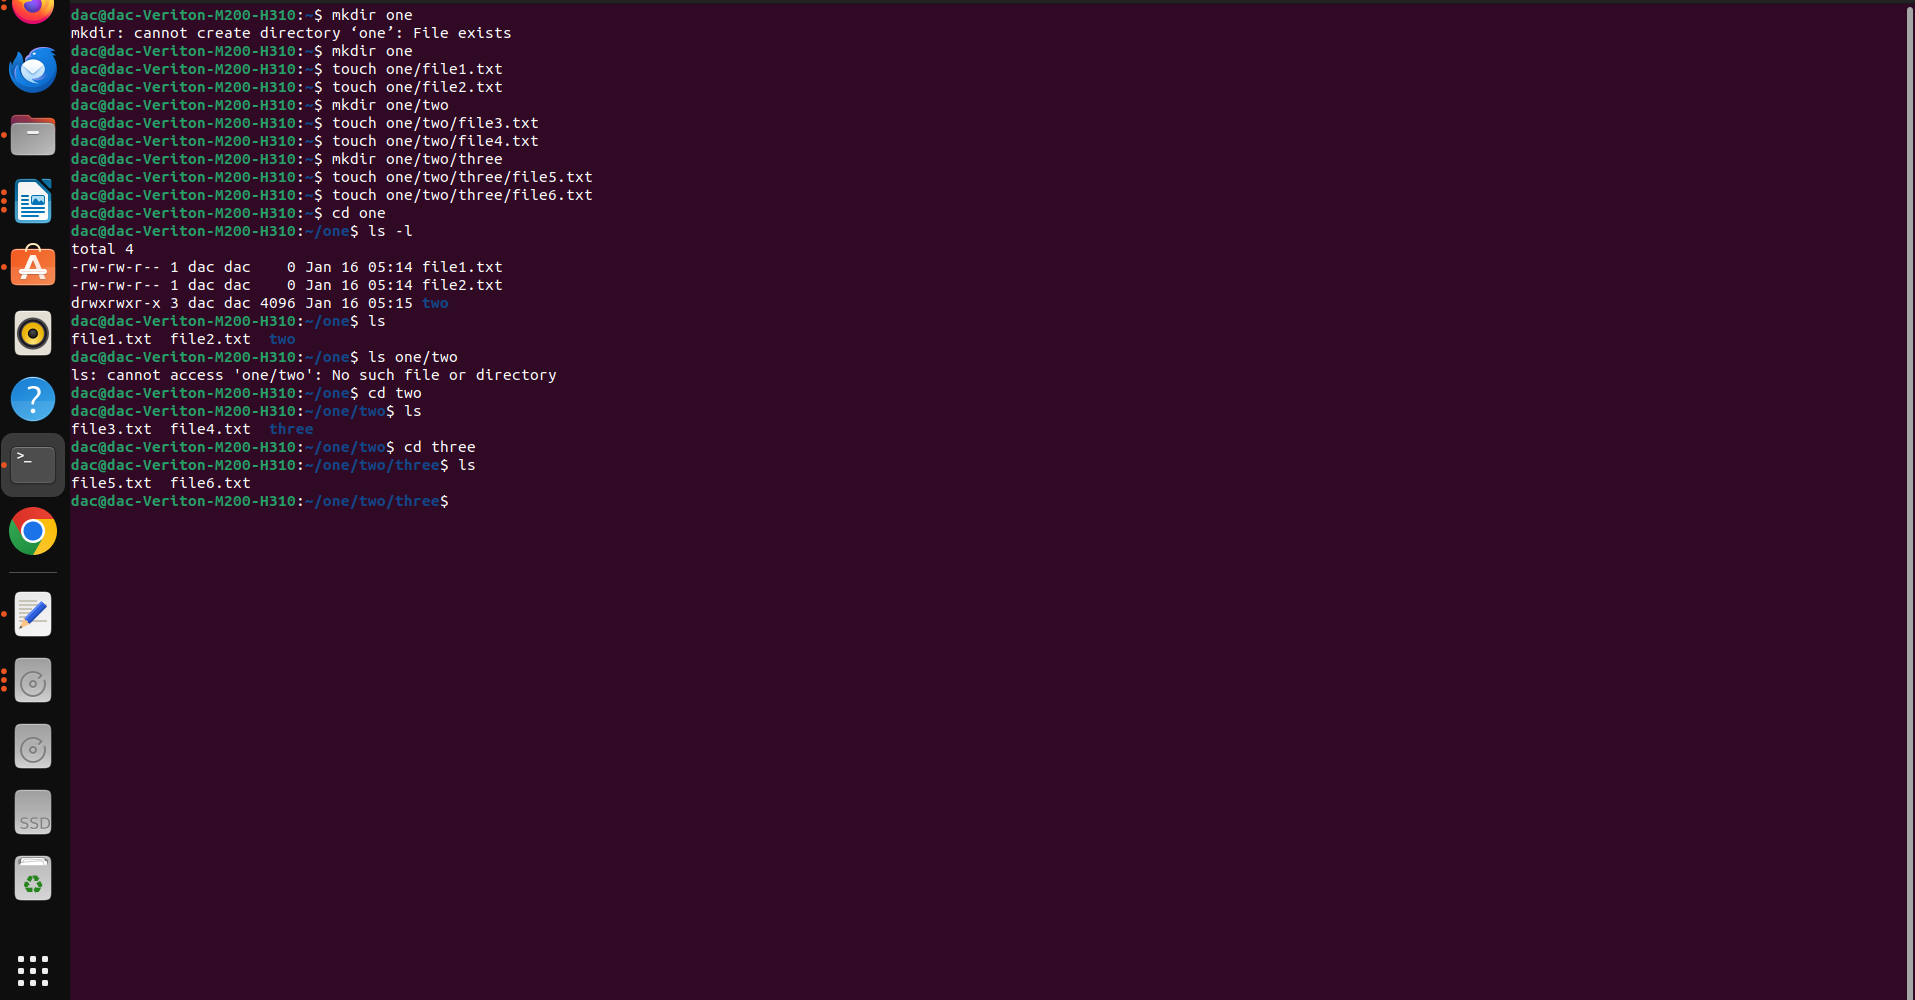 dac@dac-Veriton-M200-H310:~$ mkdir one
mkdir: cannot create directory ‘one’: File exists
dac@dac-Veriton-M200-H310:~$ mkdir one
dac@dac-Veriton-M200-H310:~$ touch one/file1.txt
dac@dac-Veriton-M200-H310:~$ touch one/file2.txt
dac@dac-Veriton-M200-H310:~$ mkdir one/two
dac@dac-Veriton-M200-H310:~$ touch one/two/file3.txt
dac@dac-Veriton-M200-H310:~$ touch one/two/file4.txt
dac@dac-Veriton-M200-H310:~$ mkdir one/two/three
dac@dac-Veriton-M200-H310:~$ touch one/two/three/file5.txt
dac@dac-Veriton-M200-H310:~$ touch one/two/three/file6.txt
dac@dac-Veriton-M200-H310:~$ cd one
dac@dac-Veriton-M200-H310:~/one$ ls -l
total 4
-rw-rw-r-- 1 dac dac    0 Jan 16 05:14 file1.txt
-rw-rw-r-- 1 dac dac    0 Jan 16 05:14 file2.txt
drwxrwxr-x 3 dac dac 4096 Jan 16 05:15 two
dac@dac-Veriton-M200-H310:~/one$ ls
file1.txt  file2.txt  two
dac@dac-Veriton-M200-H310:~/one$ ls one/two
ls: cannot access 'one/two': No such file or directory
dac@dac-Veriton-M200-H310:~/one$ cd two
dac@dac-Veriton-M200-H310:~/one/two$ ls
file3.txt  file4.txt  three
dac@dac-Veriton-M200-H310:~/one/two$ cd three
dac@dac-Veriton-M200-H310:~/one/two/three$ ls
file5.txt  file6.txt
dac@dac-Veriton-M200-H310:~/one/two/three$
?
>_
SSD